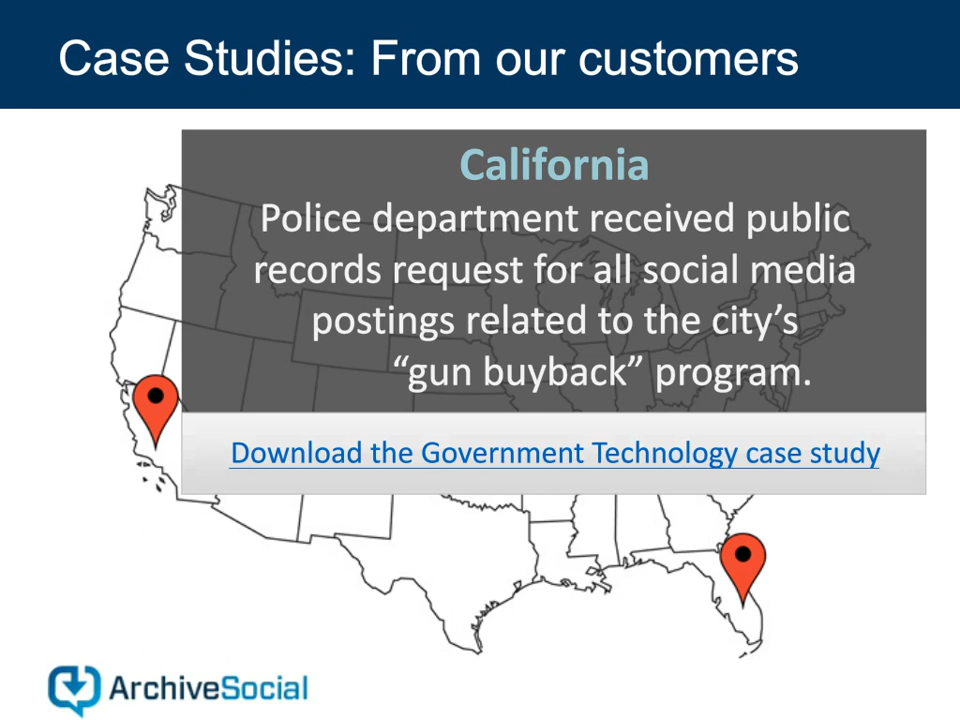 Case Studies: From our customers
California
Police department received public
records request for all social media
postings related to the city’s
“gun buyback” program.
Download the Government Technology case study
ArchiveSocial